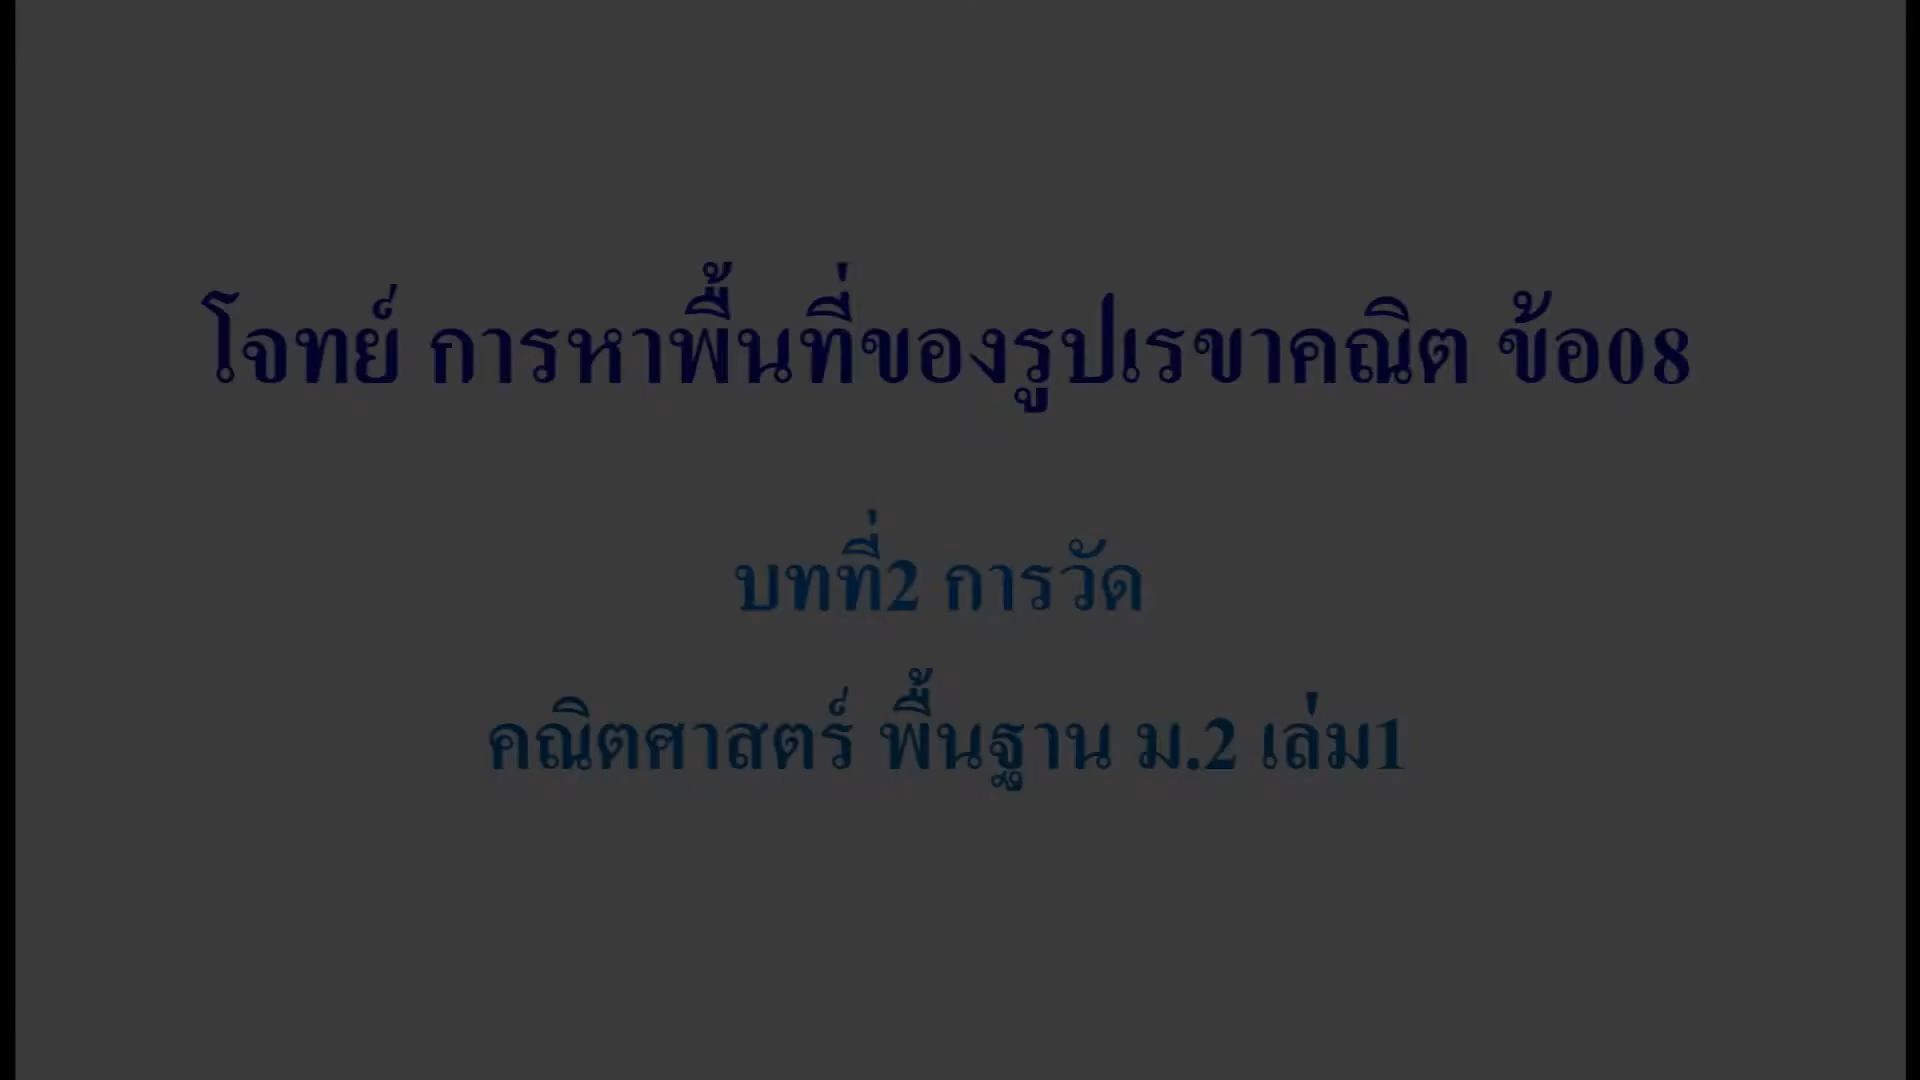 โจทย์ การหาพื้นที่ของรูปเรขาคณิต ข้อ08
บทที่2 การวัด
คณิตศาสตร์ พื้นฐาน ม.2 เล่ม1